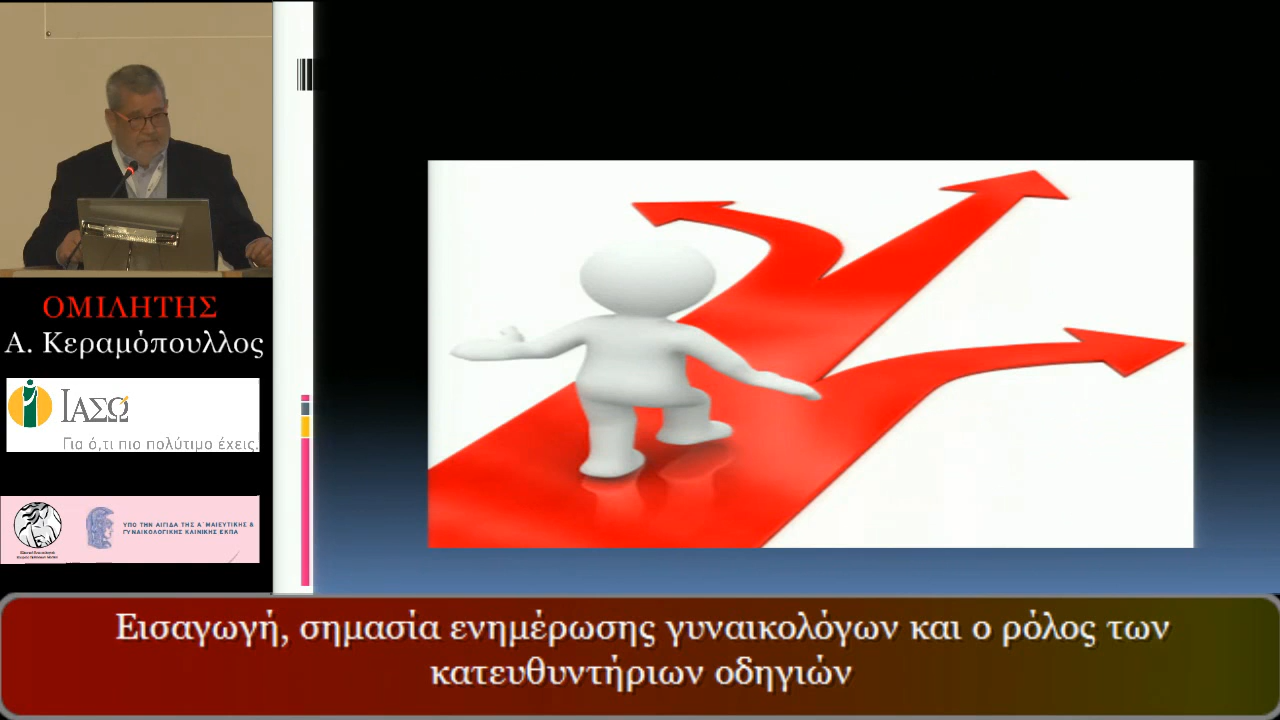 ΟΜΙΛΗΤΗΣ
Α. Κεραμόπουλλος
ΙΑΣΩ
Για ό,τι πιο πολύτιμο έχεις.
ΥΠΟ ΤΗΝ ΑΙΓΙΔΑ ΤΗΣ Α΄ ΜΑΙΕΥΤΙΚΗΣ &
ΓΥΝΑΙΚΟΛΟΓΙΚΗΣ ΚΛΙΝΙΚΗΣ ΕΚΠΑ
Εισαγωγή, σημασία ενημέρωσης γυναικολόγων και ο ρόλος των
κατευθυντήριων οδηγιών